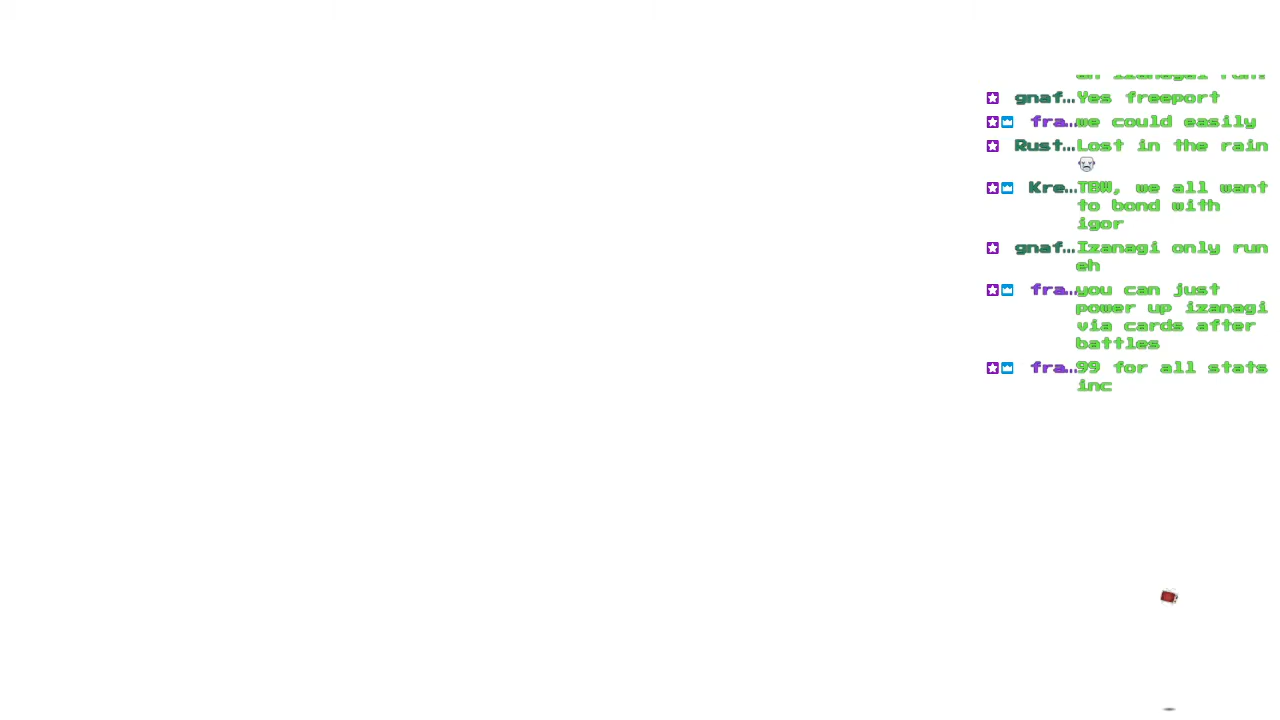 gnaf... Yes freeport
fra... we could easily
Rust... Lost in the rain
Kre... TBW, we all want
to bond with
igor
gnaf... Izanagi only run
eh
fra... you can just
power up izanagi
via cards after
battles
fra... 99 for all stats
inc